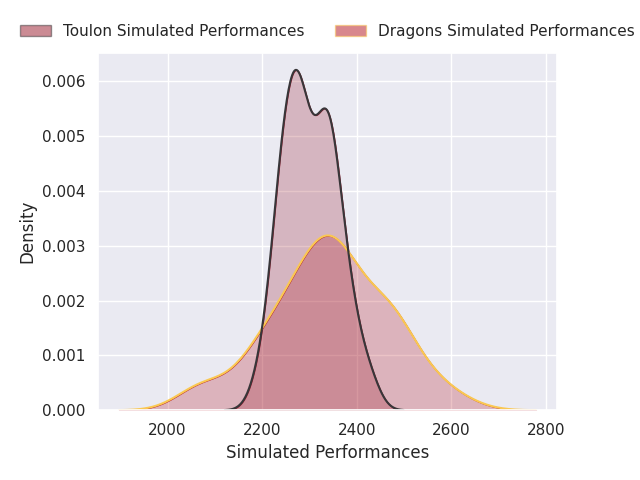 Toulon Simulated Performances
Dragons Simulated Performances
0.006
0.005
0.004
0.003
0.002
0.001
0.000
Density
2000 2200 2400 2600 2800
Simulated Performances